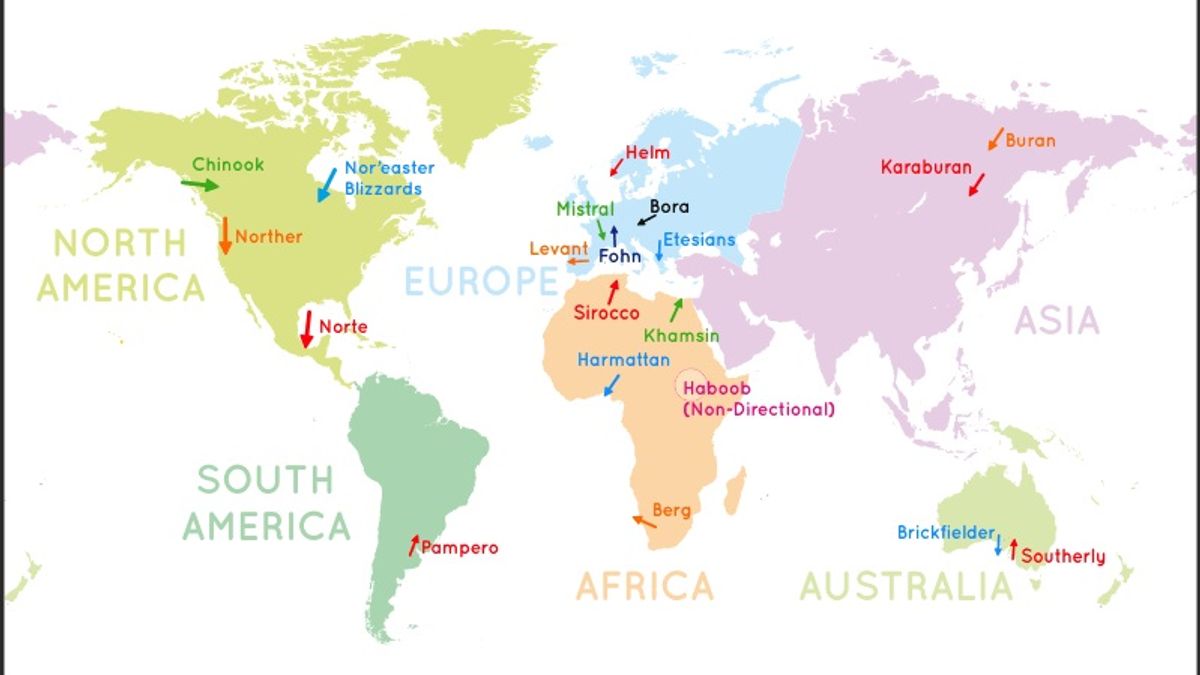 Chinook
Nor'easter
Blizzards
Norther
NORTH
AMERICA
Norte
Helm
Mistral
Bora
Levant
Fohn
Etesians
EUROPE
Buran
Karaburan
ASIA
Sirocco
Khamsin
Harmattan
Haboob
(Non-Directional)
SOUTH
AMERICA
Pampero
Berg
AFRICA
Brickfielder
Southerly
AUSTRALIA